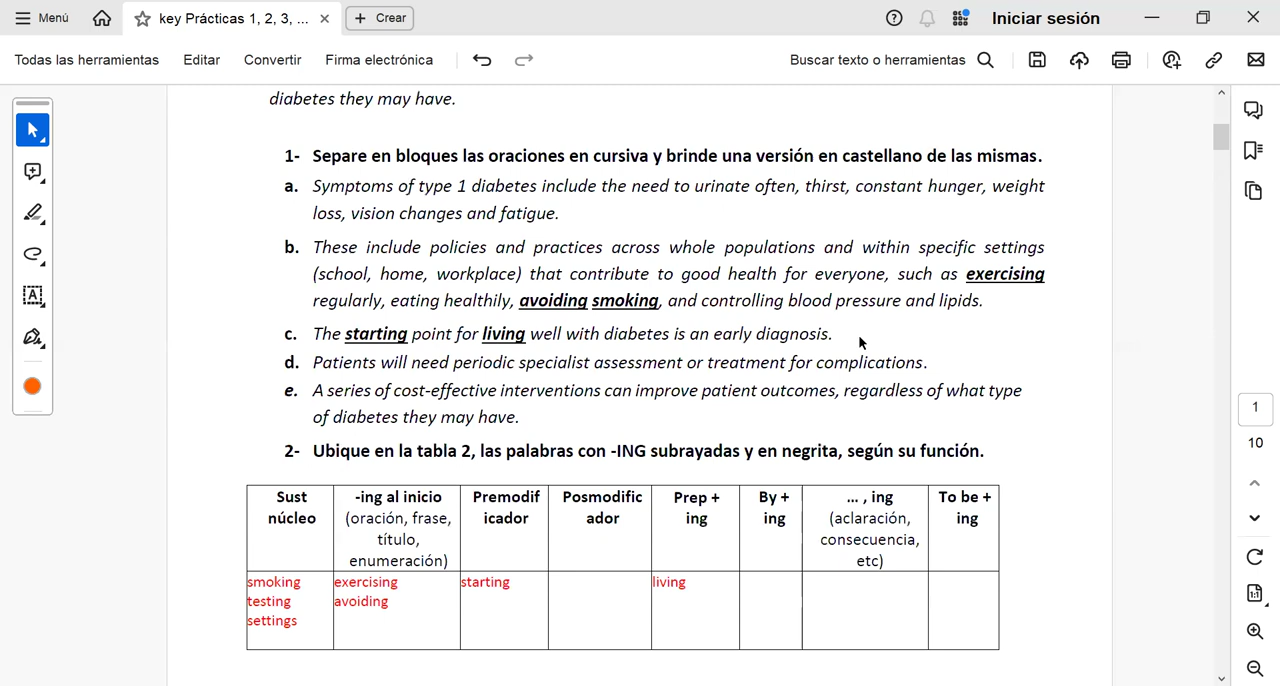 Menú
key Prácticas 1, 2, 3, ...
Crear
Iniciar sesión
Todas las herramientas
Editar
Convertir
Firma electrónica
Buscar texto o herramientas
diabetes they may have.
1- Separe en bloques las oraciones en cursiva y brinde una versión en castellano de las mismas.
a. Symptoms of type 1 diabetes include the need to urinate often, thirst, constant hunger, weight
loss, vision changes and fatigue.
b. These include policies and practices across whole populations and within specific settings
(school, home, workplace) that contribute to good health for everyone, such as exercising
regularly, eating healthily, avoiding smoking, and controlling blood pressure and lipids.
c. The starting point for living well with diabetes is an early diagnosis.
d. Patients will need periodic specialist assessment or treatment for complications.
e. A series of cost-effective interventions can improve patient outcomes, regardless of what type
of diabetes they may have.
2- Ubique en la tabla 2, las palabras con -ING subrayadas y en negrita, según su función.
Sust
núcleo
-ing al inicio
(oración, frase,
título,
enumeración)
Premodif
icador
Posmodific
ador
Prep +
ing
By +
ing
... , ing
(aclaración,
consecuencia,
etc)
To be +
ing
smoking
testing
settings
exercising
avoiding
starting
living
1
10
1:1